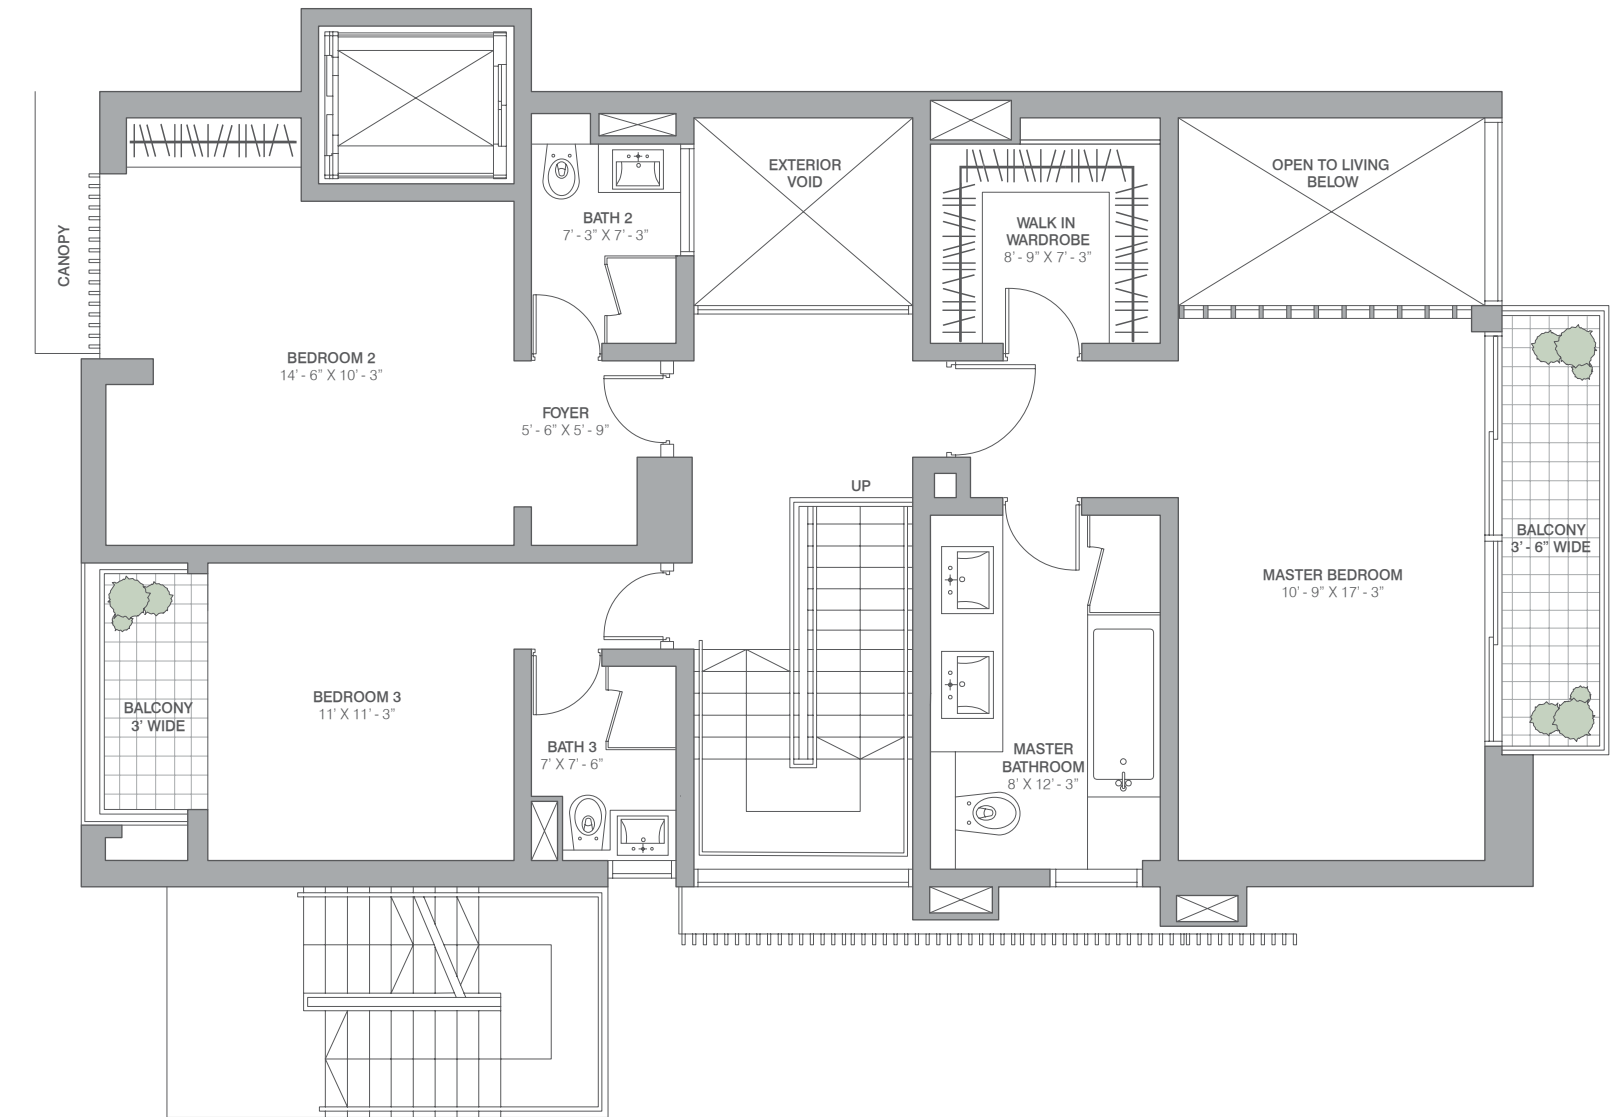 EXTERIOR
VOID
OPEN TO LIVING
BELOW
BATH 2
7' - 3" X 7' - 3"
WALK IN
WARDROBE
8' - 9" X 7' - 3"
CANOPY
BEDROOM 2
14' - 6" X 10' - 3"
FOYER
5' - 6" X 5' - 9"
UP
BALCONY
3' - 6" WIDE
MASTER BEDROOM
10' - 9" X 17' - 3"
BEDROOM 3
11' X 11' - 3"
BALCONY
3' WIDE
BATH 3
7' X 7' - 6"
MASTER
BATHROOM
8' X 12' - 3"